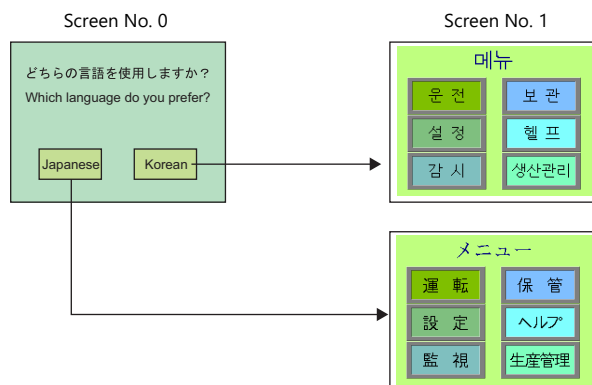 Screen No. 0
どちらの言語を使用しますか？
Which language do you prefer?
Japanese
Korean
Screen No. 1
메뉴
운 전
보 관
설 정
헬 프
감 시
생산관리
メニュー
運 転
保 管
設 定
ヘルプ
監 視
生産管理